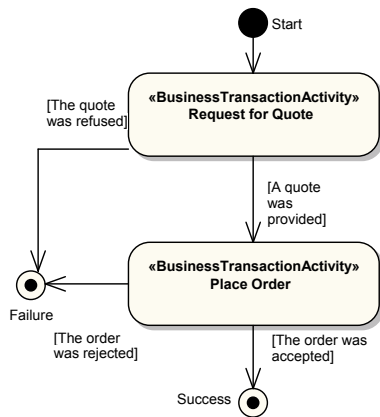 Start
«BusinessTransactionActivity»
Request for Quote
[The quote
was refused]
[A quote
was
provided]
«BusinessTransactionActivity»
Place Order
Failure
[The order
was rejected]
[The order was
accepted]
Success